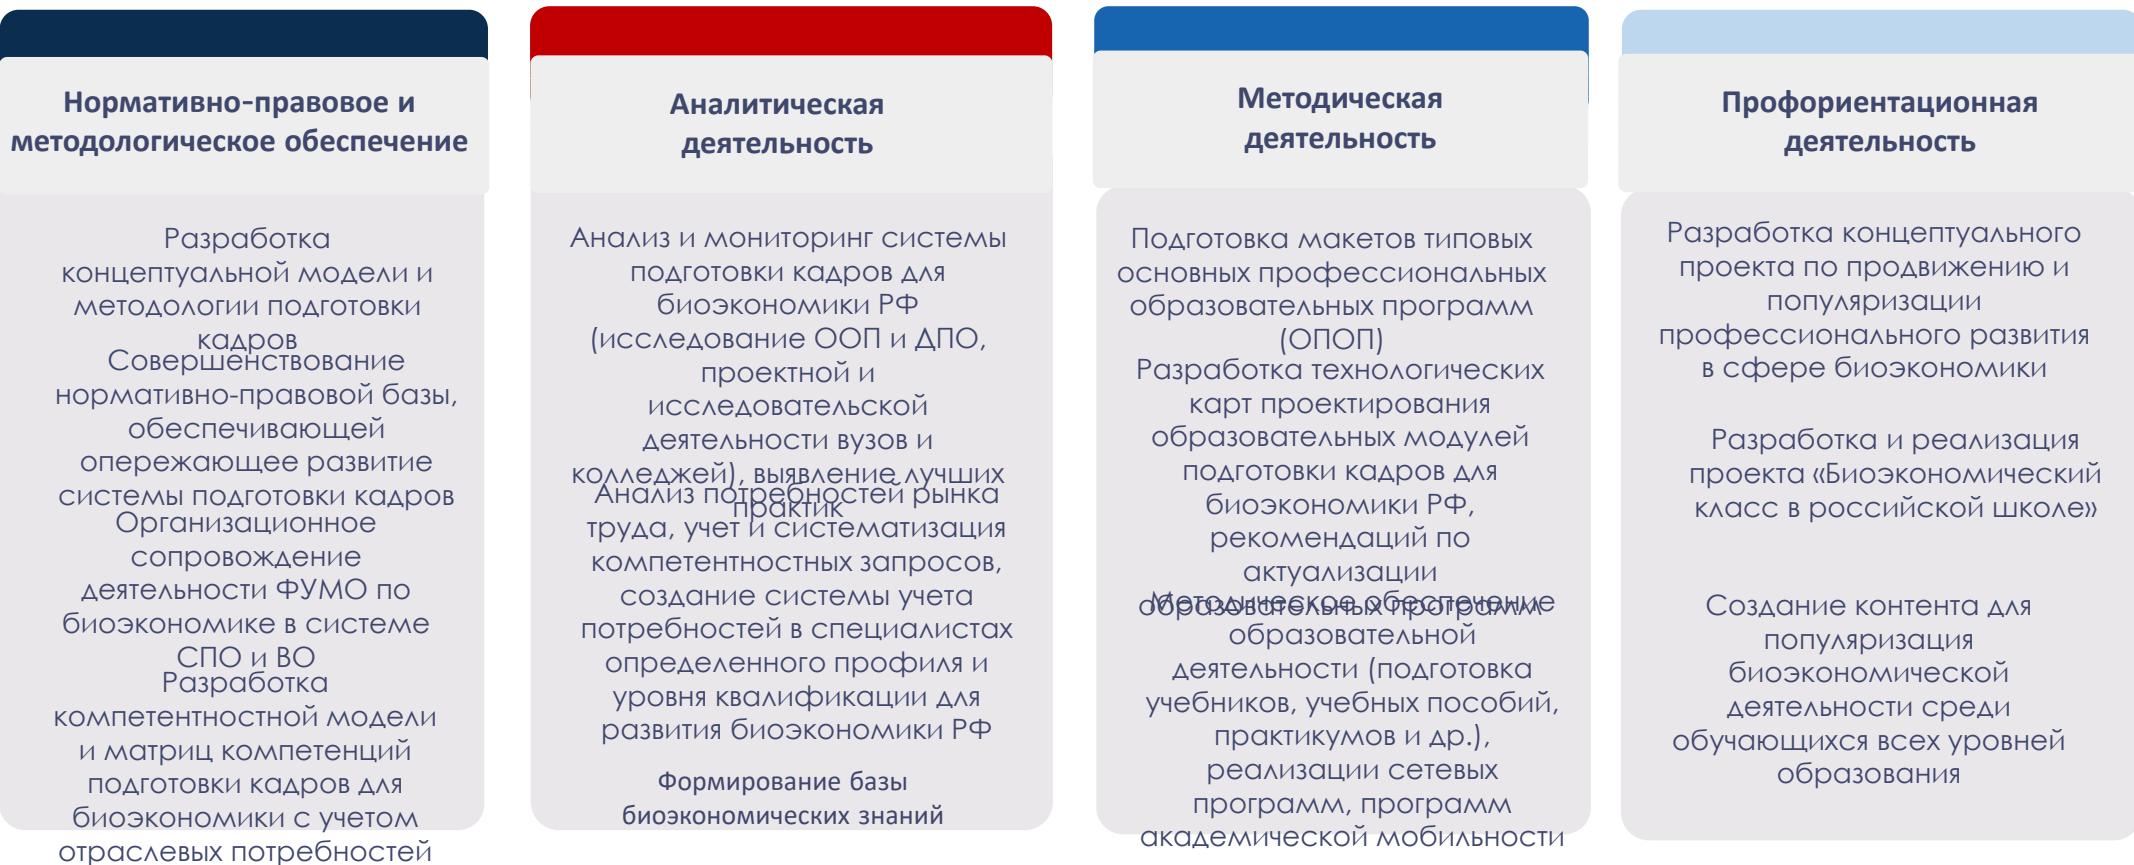 Нормативно-правовое и
методологическое обеспечение
Разработка
концептуальной модели и
методологии подготовки
кадров
Совершенствование
нормативно-правовой базы,
обеспечивающей
опережающее развитие
системы подготовки кадров
Организационное
сопровождение
деятельности ФУМО по
биоэкономике в системе
СПО и ВО
Разработка
компетентностной модели
и матриц компетенций
подготовки кадров для
биоэкономики с учетом
отраслевых потребностей
Аналитическая
деятельность
Анализ и мониторинг системы
подготовки кадров для
биоэкономики РФ
(исследование ООП и ДПО,
проектной и
исследовательской
деятельности вузов и
колледжей), выявление лучших
практик
Анализ потребностей рынка
труда, учет и систематизация
компетентностных запросов,
создание системы учета
потребностей в специалистах
определенного профиля и
уровня квалификации для
развития биоэкономики РФ
Формирование базы
биоэкономических знаний
Методическая
деятельность
Подготовка макетов типовых
основных профессиональных
образовательных программ
(ОПОП)
Разработка технологических
карт проектирования
образовательных модулей
подготовки кадров для
биоэкономики РФ,
рекомендаций по
актуализации
образовательных программ
Методическое обеспечение
образовательной
деятельности (подготовка
учебников, учебных пособий,
практикумов и др.),
реализации сетевых
программ, программ
академической мобильности
Профориентационная
деятельность
Разработка концептуального
проекта по продвижению и
популяризации
профессионального развития
в сфере биоэкономики
Разработка и реализация
проекта «Биоэкономический
класс в российской школе»
Создание контента для
популяризация
биоэкономической
деятельности среди
обучающихся всех уровней
образования